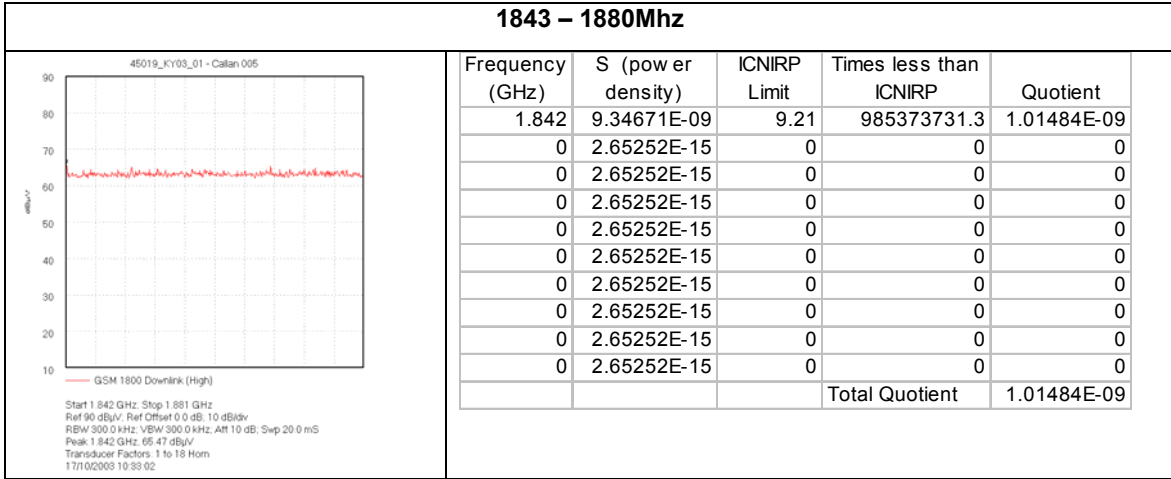 1843 – 1880Mhz
45019_KY03_01 - Callan 005
90
80
70
60
50
40
30
20
10
dBµV
GSM 1800 Downlink (High)
Start 1.842 GHz; Stop 1.881 GHz
Ref 90 dBµV; Ref Offset 0.0 dB; 10 dB/div
RBW 300.0 kHz; VBW 300.0 kHz; Att 10 dB; Swp 20.0 mS
Peak 1.842 GHz, 65.47 dBµV
Transducer Factors: 1 to 18 Horn
17/10/2003 10:33:02
Frequency (GHz) S (pow er density) ICNIRP Limit Times less than ICNIRP Quotient
1.842 9.34671E-09 9.21 985373731.3 1.01484E-09
0 2.65252E-15 0 0 0
0 2.65252E-15 0 0 0
0 2.65252E-15 0 0 0
0 2.65252E-15 0 0 0
0 2.65252E-15 0 0 0
0 2.65252E-15 0 0 0
0 2.65252E-15 0 0 0
0 2.65252E-15 0 0 0
0 2.65252E-15 0 0 0
Total Quotient 1.01484E-09